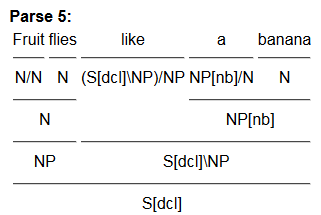 Parse 5:
Fruit flies like a banana
N/N N (S[dcl]\NP)/NP NP[nb]/N N
N NP[nb]
NP S[dcl]\NP
S[dcl]